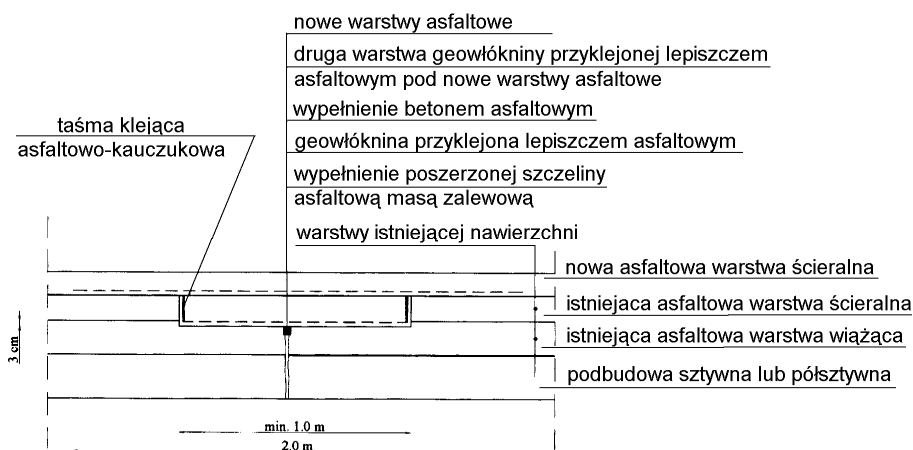 nowe warstwy asfaltowe
druga warstwa geowłókniny przyklejonej lepiszczem
asfaltowym pod nowe warstwy asfaltowe
wypełnienie betonem asfaltowym
taśma klejąca
asfaltowo-kauczukowa
geowłóknina przyklejona lepiszczem asfaltowym
wypełnienie poszerzonej szczeliny
asfaltową masą zalewową
warstwy istniejącej nawierzchni
nowa asfaltowa warstwa ścieralna
istniejaca asfaltowa warstwa ścieralna
istniejąca asfaltowa warstwa wiążąca
podbudowa sztywna lub półsztywna
3 cm
min. 1.0 m
2.0 m